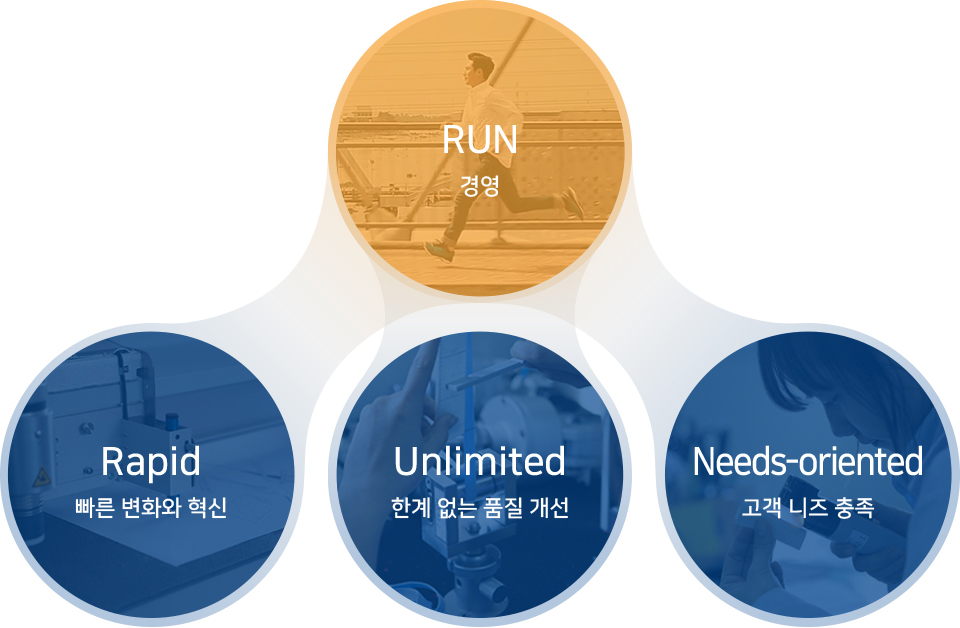 RUN
경영
Rapid
빠른 변화와 혁신
Unlimited
한계 없는 품질 개선
Needs-oriented
고객 니즈 충족